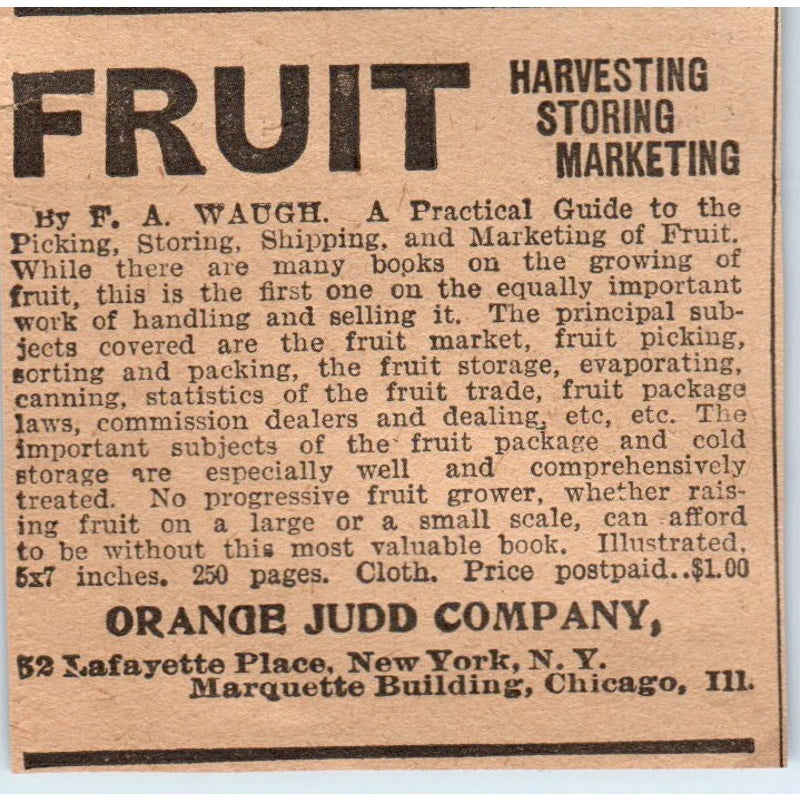 FRUIT HARVESTING
STORING
MARKETING
By F. A. WAUGH. A Practical Guide to the
Picking, Storing, Shipping, and Marketing of Fruit.
While there are many books on the growing of
fruit, this is the first one on the equally important
work of handling and selling it. The principal sub-
jects covered are the fruit market, fruit picking,
sorting and packing, the fruit storage, evaporating,
canning, statistics of the fruit trade, fruit package
laws, commission dealers and dealing, etc, etc. The
important subjects of the fruit package and cold
storage are especially well and comprehensively
treated. No progressive fruit grower, whether rais-
ing fruit on a large or a small scale, can afford
to be without this most valuable book. Illustrated,
5x7 inches. 250 pages. Cloth. Price postpaid..$1.00
ORANGE JUDD COMPANY,
52 Lafayette Place, New York, N. Y.
Marquette Building, Chicago, Ill.